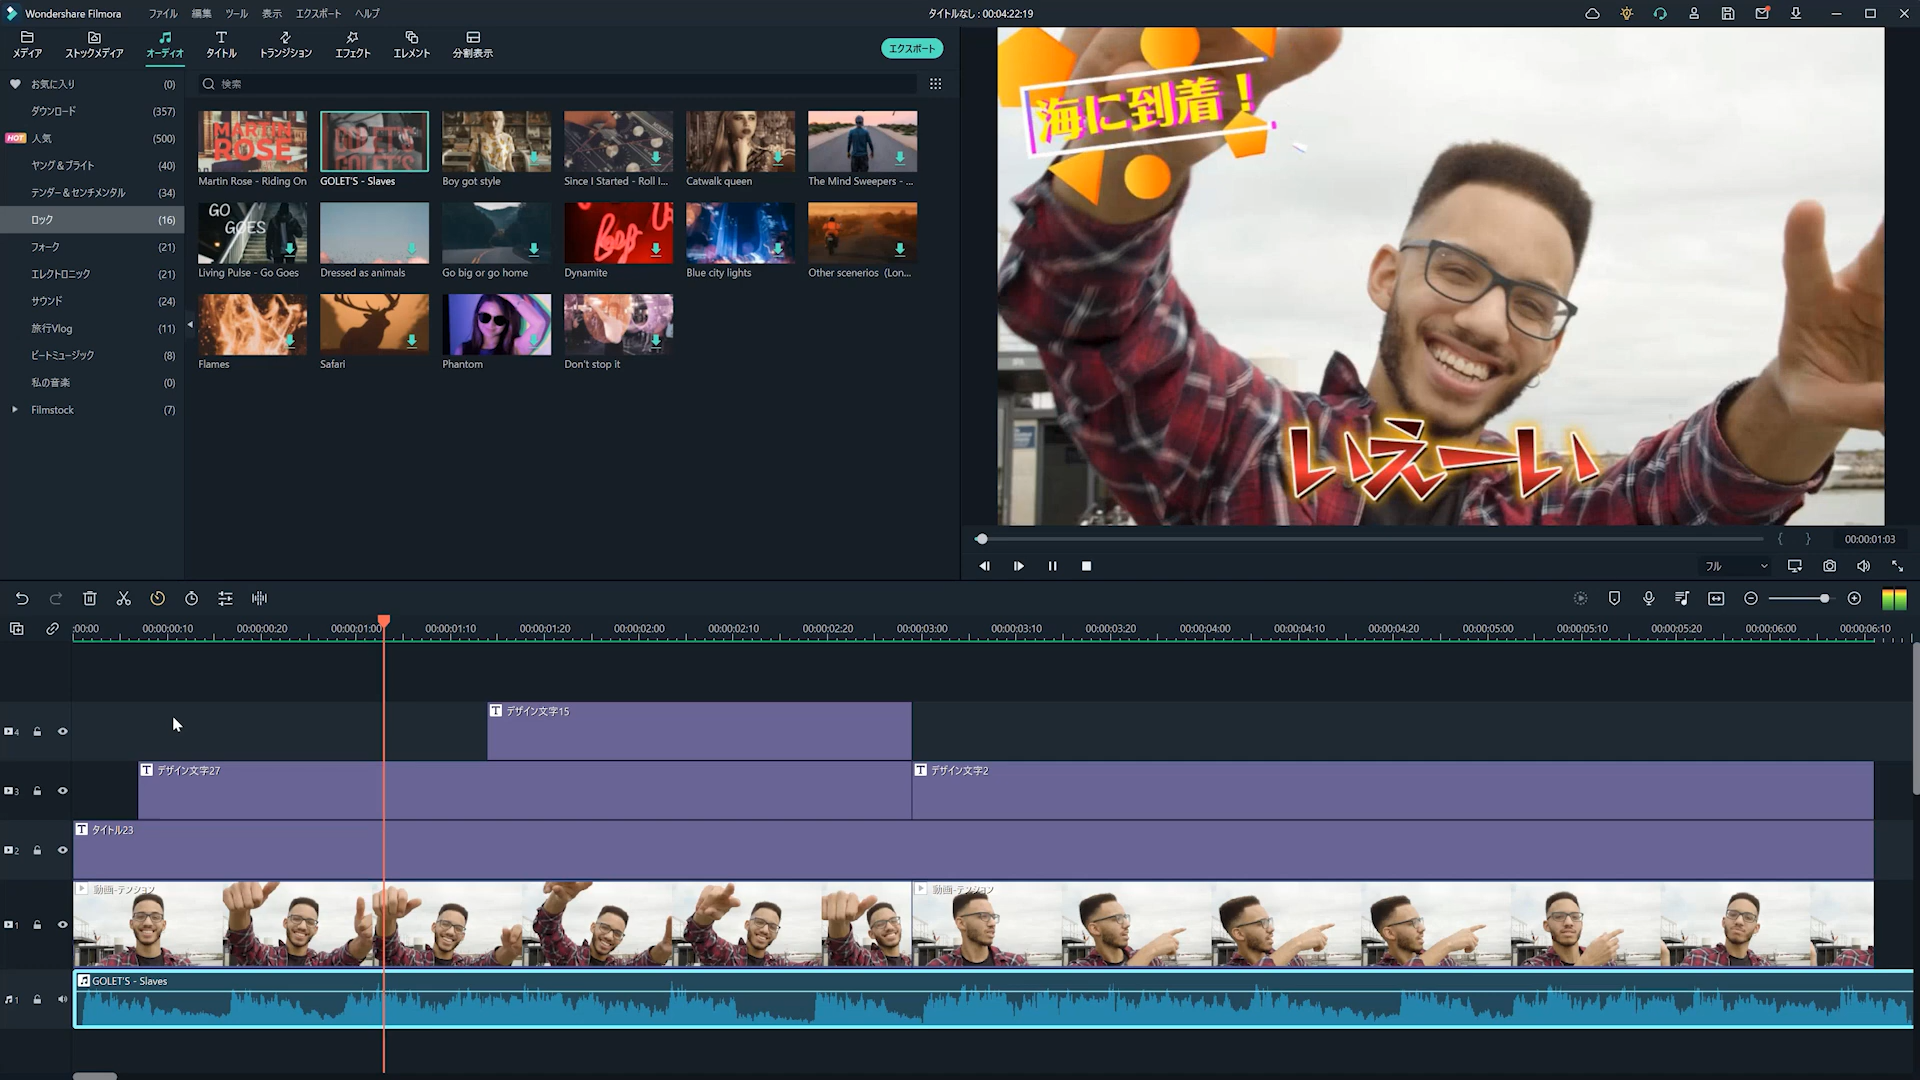 Wondershare Filmora ファイル 編集 ツール 表示 エクスポート ヘルプ タイトルなし : 00:04:22:19
メディア ストックメディア オーディオ タイトル トランジション エフェクト エレメント 分割表示 エクスポート
お気に入り (0)
ダウンロード (357)
HOT 人気 (500)
ヤング＆ブライト (40)
テンダー＆センチメンタル (34)
ロック (16)
フォーク (21)
エレクトロニック (21)
サウンド (24)
旅行Vlog (11)
ビートミュージック (8)
私の音楽 (0)
Filmstock (7)
検索
MARTIN
ROSE
GOLET'S
GOLET'S
Martin Rose - Riding On GOLET'S - Slaves Boy got style Since I Started - Roll I... Catwalk queen The Mind Sweepers - ...
GO
GOES
Living Pulse - Go Goes Dressed as animals Go big or go home Dynamite Blue city lights Other scenerios (Lon...
Flames Safari Phantom Don't stop it
海に到着！
いえーい
00:00:01:03
フル
:00:00 00:00:00:10 00:00:00:20 00:00:01:00 00:00:01:10 00:00:01:20 00:00:02:00 00:00:02:10 00:00:02:20 00:00:03:00 00:00:03:10 00:00:03:20 00:00:04:00 00:00:04:10 00:00:04:20 00:00:05:00 00:00:05:10 00:00:05:20 00:00:06:00 00:00:06:10
4 T デザイン文字15
3 T デザイン文字27 T デザイン文字2
2 T タイトル23
1 動画-テンション 動画-テンション
1 GOLET'S - Slaves